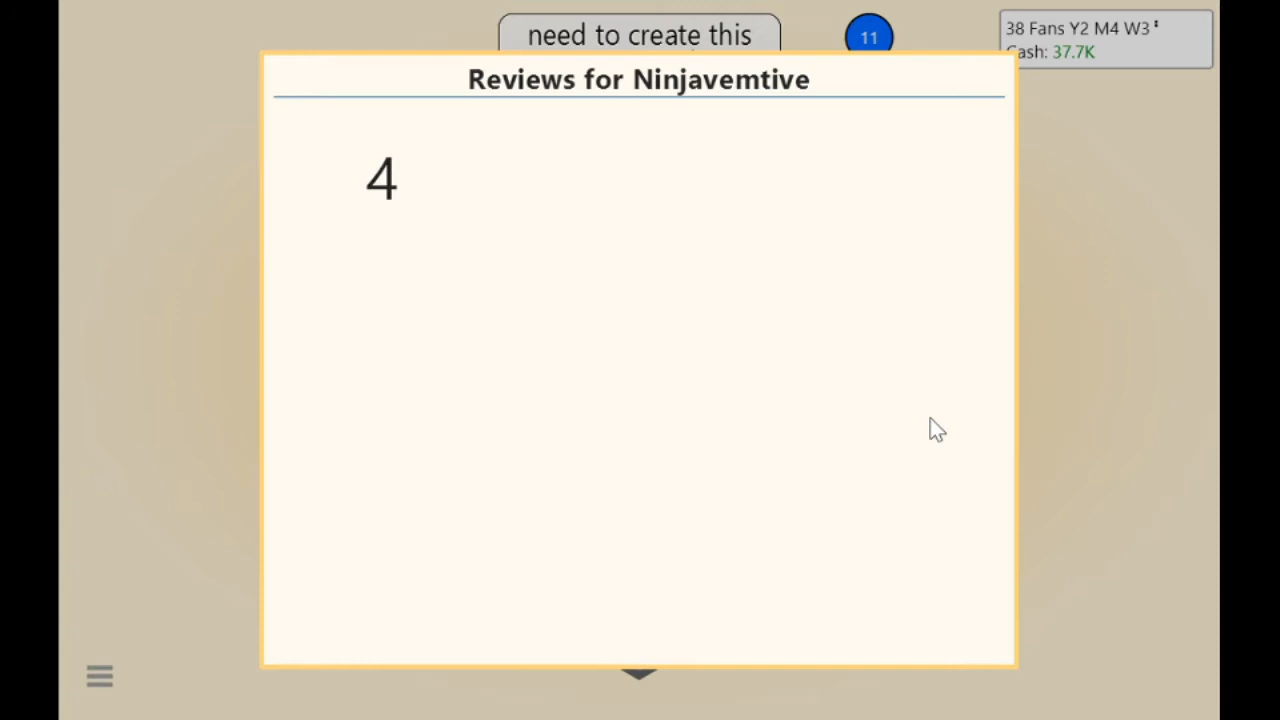 need to create this
11
38 Fans Y2 M4 W3
Cash: 37.7K
Reviews for Ninjavemtive
4